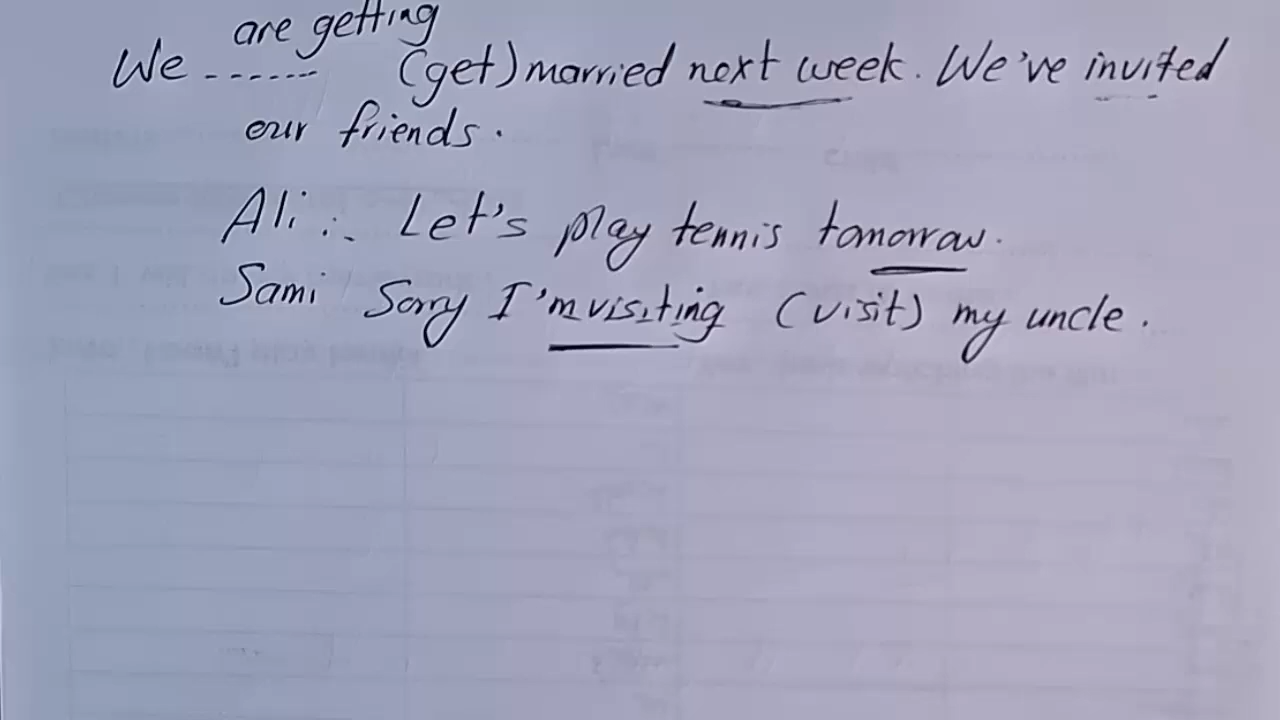 are getting
We ------ (get) married next week. We've invited
our friends.
Ali: Let's play tennis tomorrow.
Sami Sorry I'm visiting (visit) my uncle.